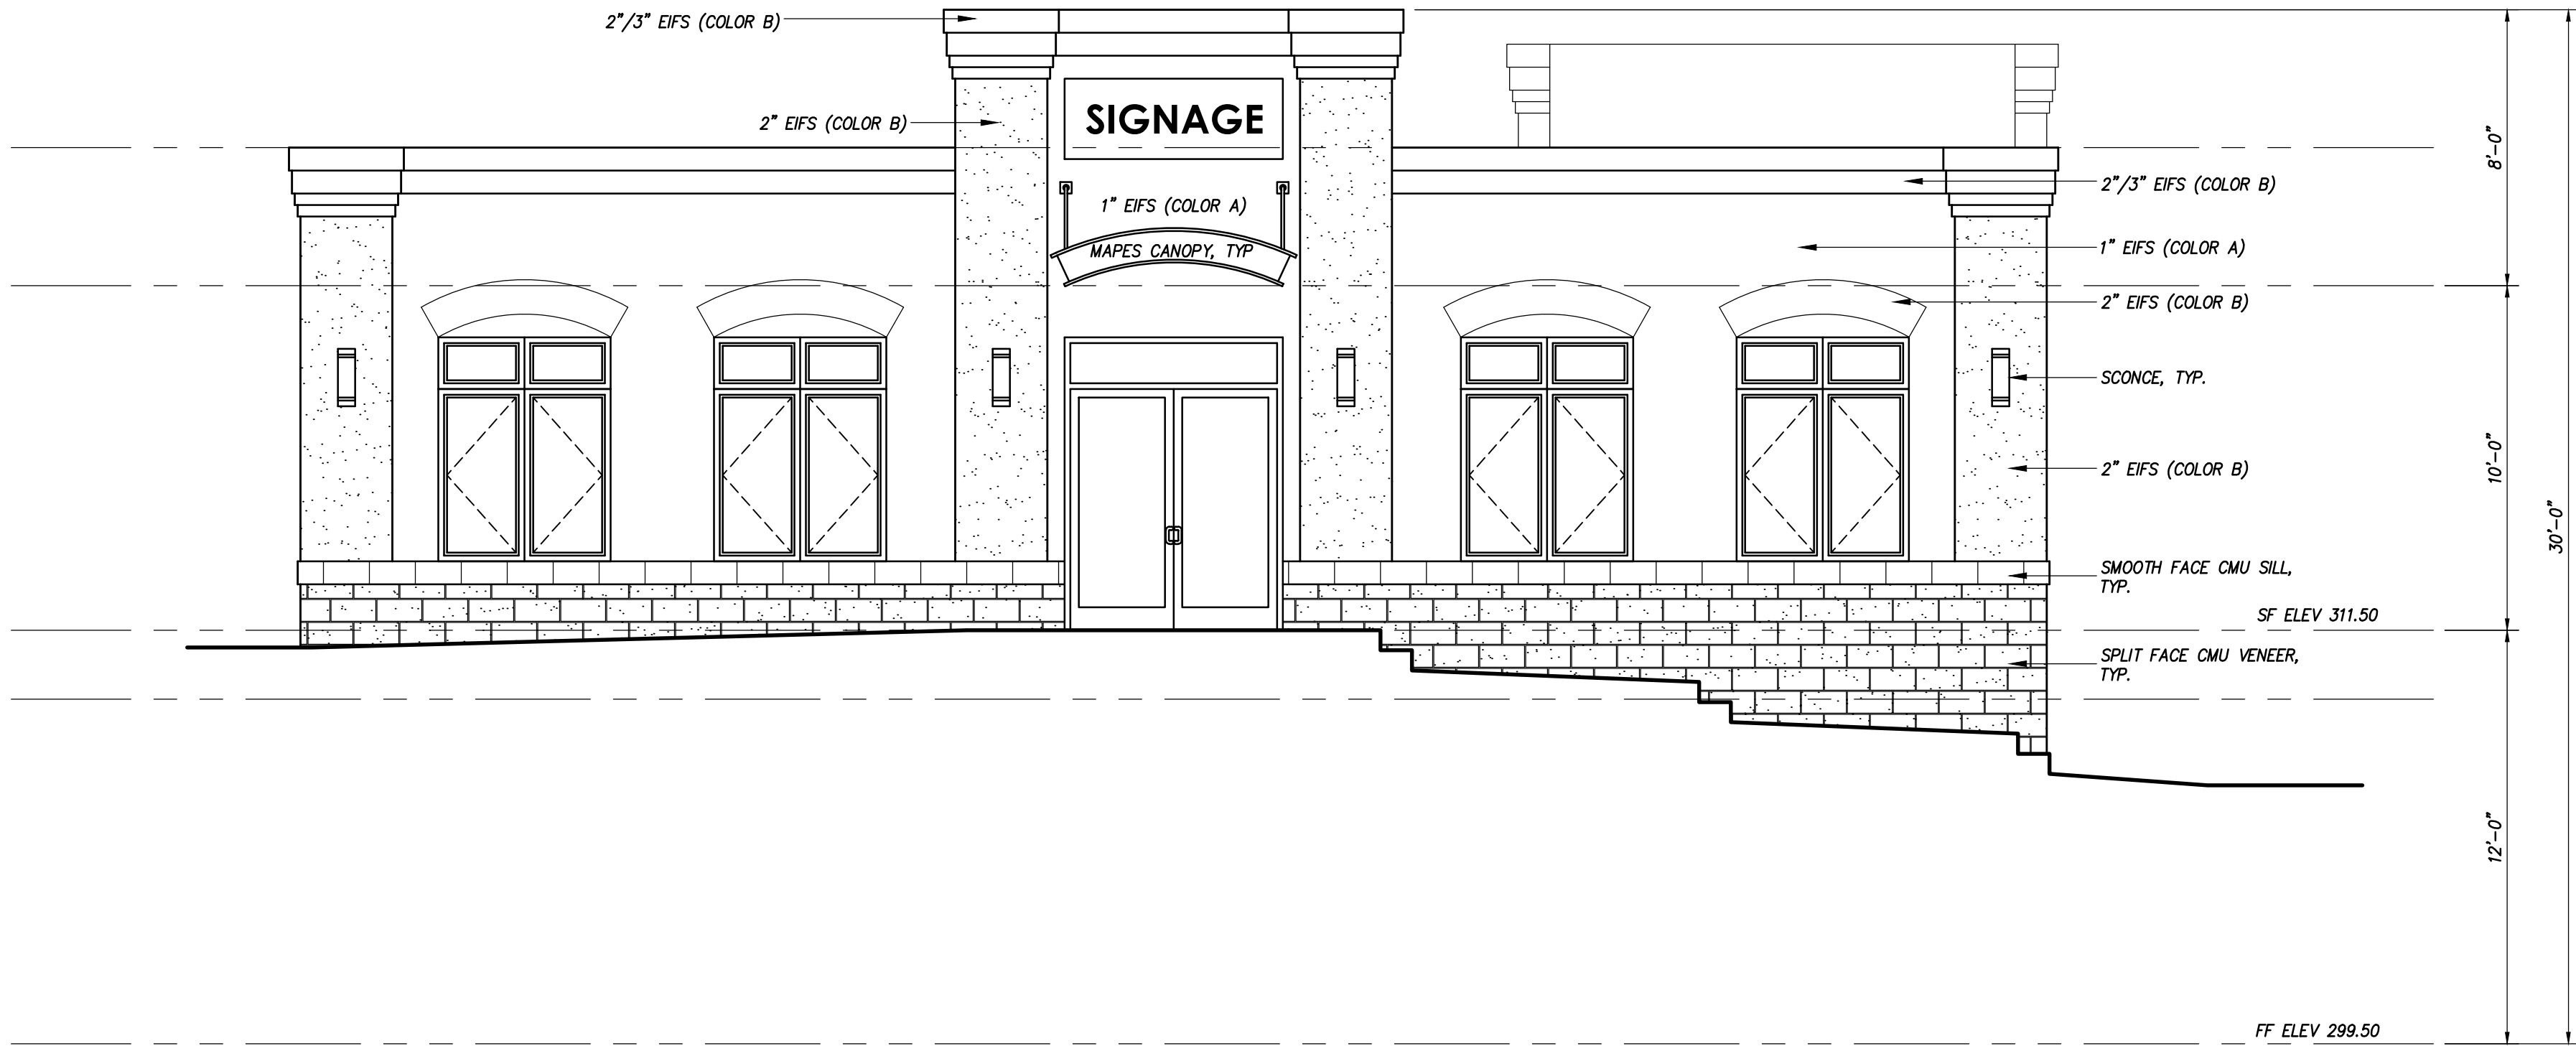 2"/3" EIFS (COLOR B)
2" EIFS (COLOR B)
SIGNAGE
8'-0"
2"/3" EIFS (COLOR B)
1" EIFS (COLOR A)
1" EIFS (COLOR A)
MAPES CANOPY, TYP
2" EIFS (COLOR B)
SCONCE, TYP.
10'-0"
2" EIFS (COLOR B)
30'-0"
SMOOTH FACE CMU SILL,
TYP.
SF ELEV 311.50
SPLIT FACE CMU VENEER,
TYP.
12'-0"
FF ELEV 299.50